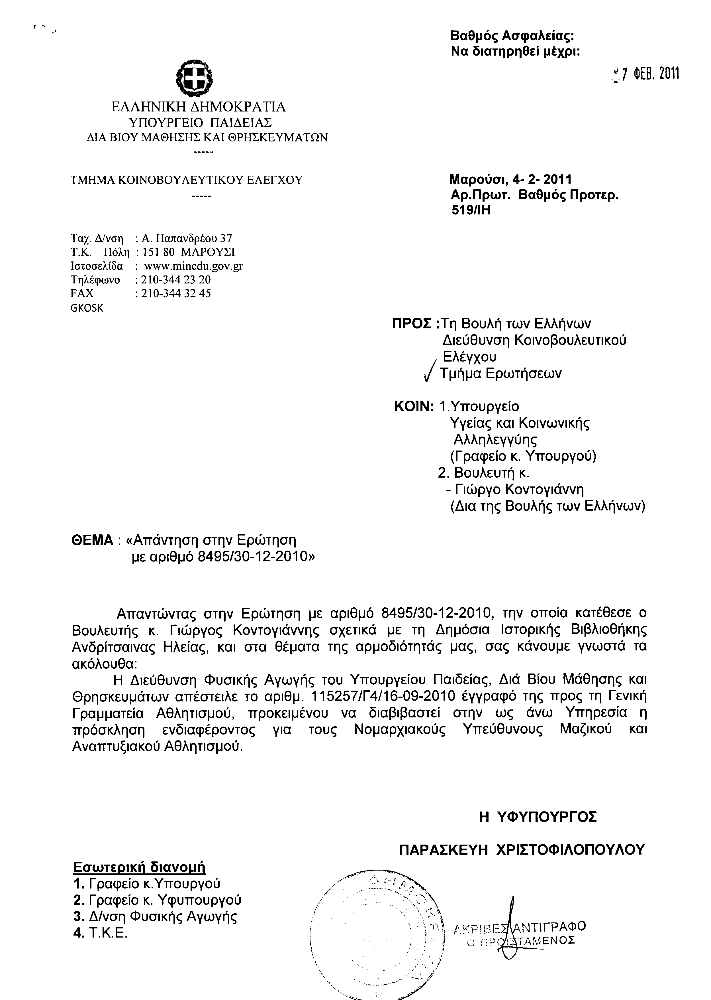 Βαθμός Ασφαλείας:
Να διατηρηθεί μέχρι:
7 ΦΕΒ. 2011
ΕΛΛΗΝΙΚΗ ΔΗΜΟΚΡΑΤΙΑ
ΥΠΟΥΡΓΕΙΟ ΠΑΙΔΕΙΑΣ
ΔΙΑ ΒΙΟΥ ΜΑΘΗΣΗΣ ΚΑΙ ΘΡΗΣΚΕΥΜΑΤΩΝ
-----
ΤΜΗΜΑ ΚΟΙΝΟΒΟΥΛΕΥΤΙΚΟΥ ΕΛΕΓΧΟΥ
-----
Μαρούσι, 4- 2- 2011
Αρ.Πρωτ. Βαθμός Προτερ.
519/ΙΗ
Ταχ. Δ/νση : Α. Παπανδρέου 37
Τ.Κ. – Πόλη : 151 80 ΜΑΡΟΥΣΙ
Ιστοσελίδα : www.minedu.gov.gr
Τηλέφωνο : 210-344 23 20
FAX : 210-344 32 45
GKOSK
ΠΡΟΣ :Τη Βουλή των Ελλήνων
Διεύθυνση Κοινοβουλευτικού
Ελέγχου
Τμήμα Ερωτήσεων
ΚΟΙΝ: 1.Υπουργείο
Υγείας και Κοινωνικής
Αλληλεγγύης
(Γραφείο κ. Υπουργού)
2. Βουλευτή κ.
- Γιώργο Κοντογιάννη
(Δια της Βουλής των Ελλήνων)
ΘΕΜΑ : «Απάντηση στην Ερώτηση
με αριθμό 8495/30-12-2010»
Απαντώντας στην Ερώτηση με αριθμό 8495/30-12-2010, την οποία κατέθεσε ο
Βουλευτής κ. Γιώργος Κοντογιάννης σχετικά με τη Δημόσια Ιστορικής Βιβλιοθήκης
Ανδρίτσαινας Ηλείας, και στα θέματα της αρμοδιότητάς μας, σας κάνουμε γνωστά τα
ακόλουθα:
Η Διεύθυνση Φυσικής Αγωγής του Υπουργείου Παιδείας, Διά Βίου Μάθησης και
Θρησκευμάτων απέστειλε το αριθμ. 115257/Γ4/16-09-2010 έγγραφό της προς τη Γενική
Γραμματεία Αθλητισμού, προκειμένου να διαβιβαστεί στην ως άνω Υπηρεσία η
πρόσκληση ενδιαφέροντος για τους Νομαρχιακούς Υπεύθυνους Μαζικού και
Αναπτυξιακού Αθλητισμού.
Η ΥΦΥΠΟΥΡΓΟΣ
ΠΑΡΑΣΚΕΥΗ ΧΡΙΣΤΟΦΙΛΟΠΟΥΛΟΥ
Εσωτερική διανομή
1. Γραφείο κ.Υπουργού
2. Γραφείο κ. Υφυπουργού
3. Δ/νση Φυσικής Αγωγής
4. Τ.Κ.Ε.
ΔΗΜΟΚΡΑΤΙΑ
ΑΚΡΙΒΕΣ ΑΝΤΙΓΡΑΦΟ
Ο ΠΡΟΪΣΤΑΜΕΝΟΣ